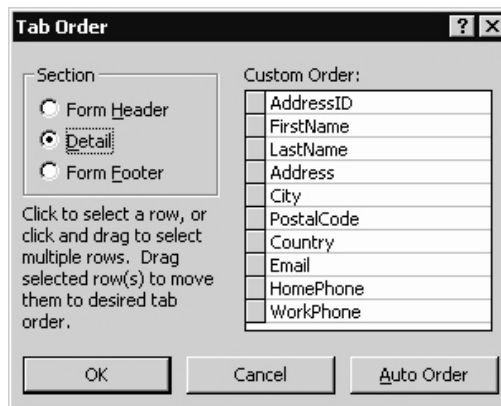 Tab Order
Section
Form Header
Detail
Form Footer
Click to select a row, or
click and drag to select
multiple rows. Drag
selected row(s) to move
them to desired tab
order.
Custom Order:
AddressID
FirstName
LastName
Address
City
PostalCode
Country
Email
HomePhone
WorkPhone
OK
Cancel
Auto Order